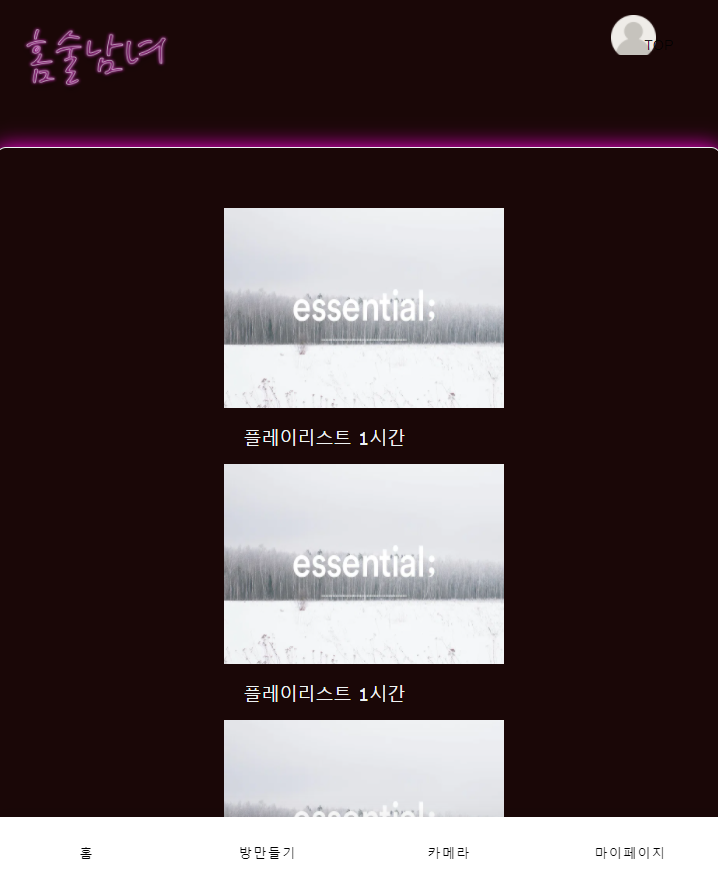 홈술남녀
TOP
essential;
플레이리스트 1시간
essential;
플레이리스트 1시간
essential;
홈 방만들기 카메라 마이페이지